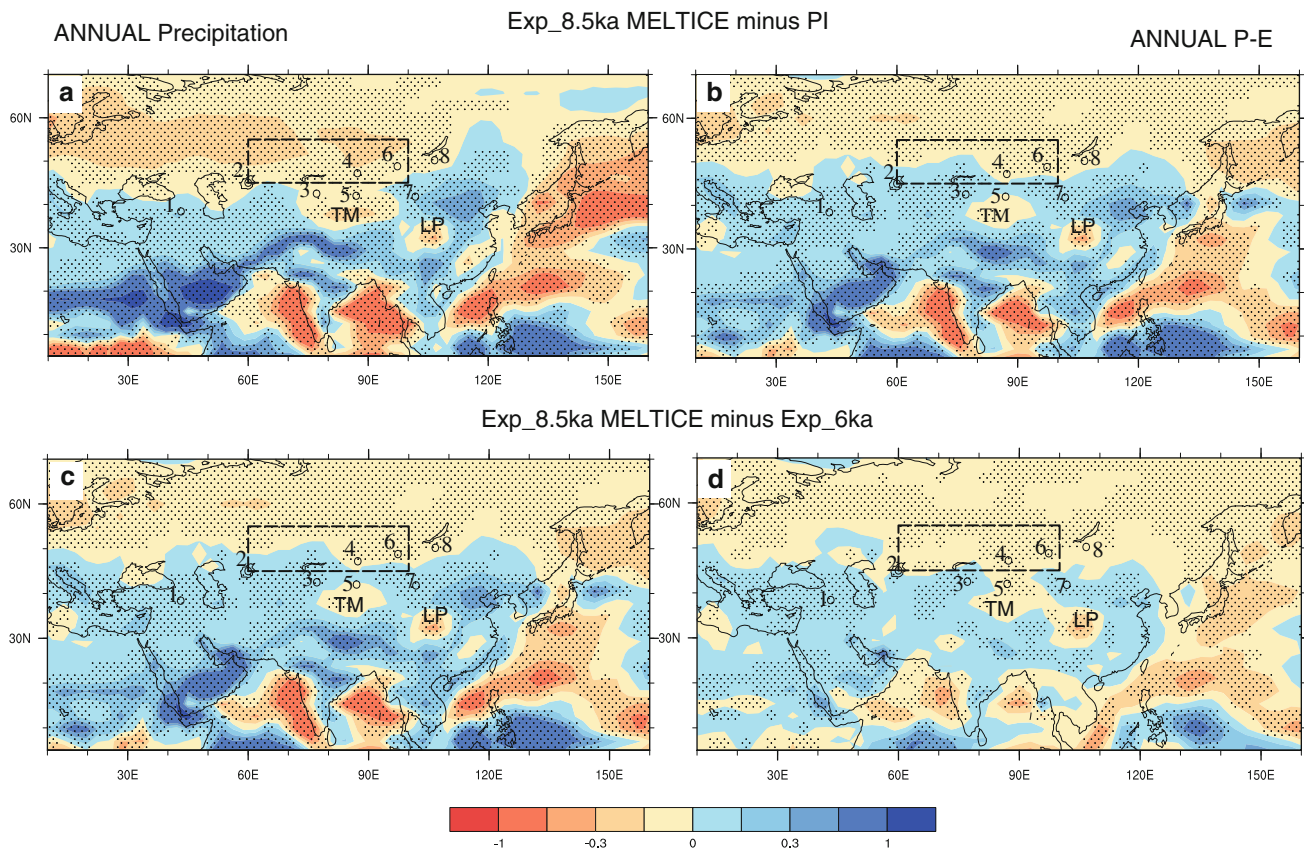 Exp_8.5ka MELTICE minus PI
ANNUAL Precipitation
ANNUAL P-E
a
60N
30N
1
2
3
4
5
6
7
8
TM
LP
30E 60E 90E 120E 150E
b
60N
30N
1
2
3
4
5
6
7
8
TM
LP
30E 60E 90E 120E 150E
Exp_8.5ka MELTICE minus Exp_6ka
c
60N
30N
1
2
3
4
5
6
7
8
TM
LP
30E 60E 90E 120E 150E
d
60N
30N
1
2
3
4
5
6
7
8
TM
LP
30E 60E 90E 120E 150E
-1 -0.3 0 0.3 1